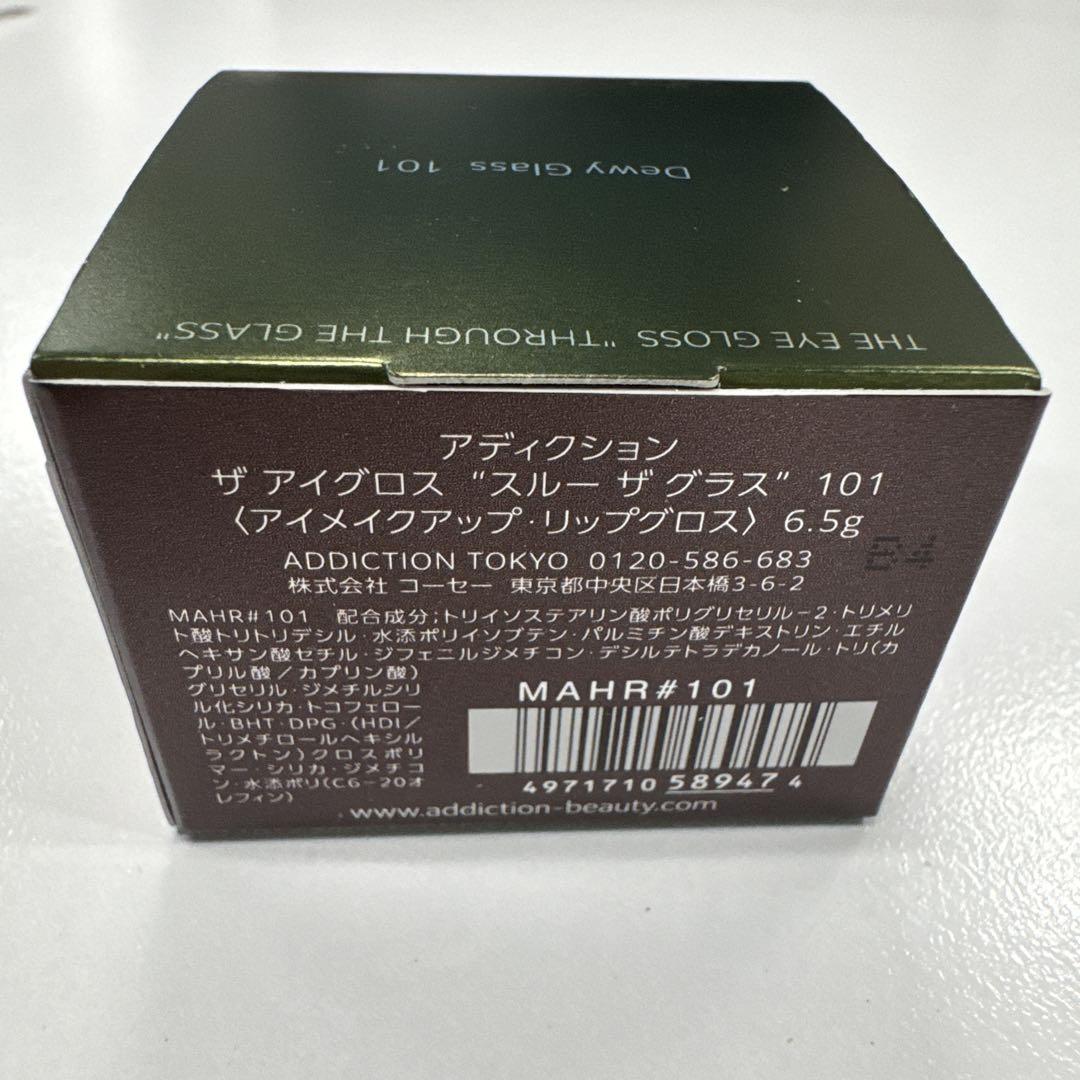 Dewy Glass 101
THE EYE GLOSS "THROUGH THE GLASS"
アディクション
ザ アイグロス “スルー ザ グラス” 101
〈アイメイクアップ・リップグロス〉 6.5g
ADDICTION TOKYO 0120-586-683
B4
株式会社 コーセー 東京都中央区日本橋3-6-2
MAHR#101 配合成分;トリイソステアリン酸ポリグリセリル-2・トリメリ
ト酸トリトリデシル・水添ポリイソブテン・パルミチン酸デキストリン・エチル
ヘキサン酸セチル・ジフェニルジメチコン・デシルテトラデカノール・トリ(カ
プリル酸/カプリン酸)
グリセリル・ジメチルシリ
ル化シリカ・トコフェロー
ル・BHT・DPG・(HDI/
トリメチロールヘキシル
ラクトン)クロスポリ
マー・シリカ・ジメチコ
ン・水添ポリ(C6-20オ
レフィン)
MAHR#101
4971710 589474
www.addiction-beauty.com